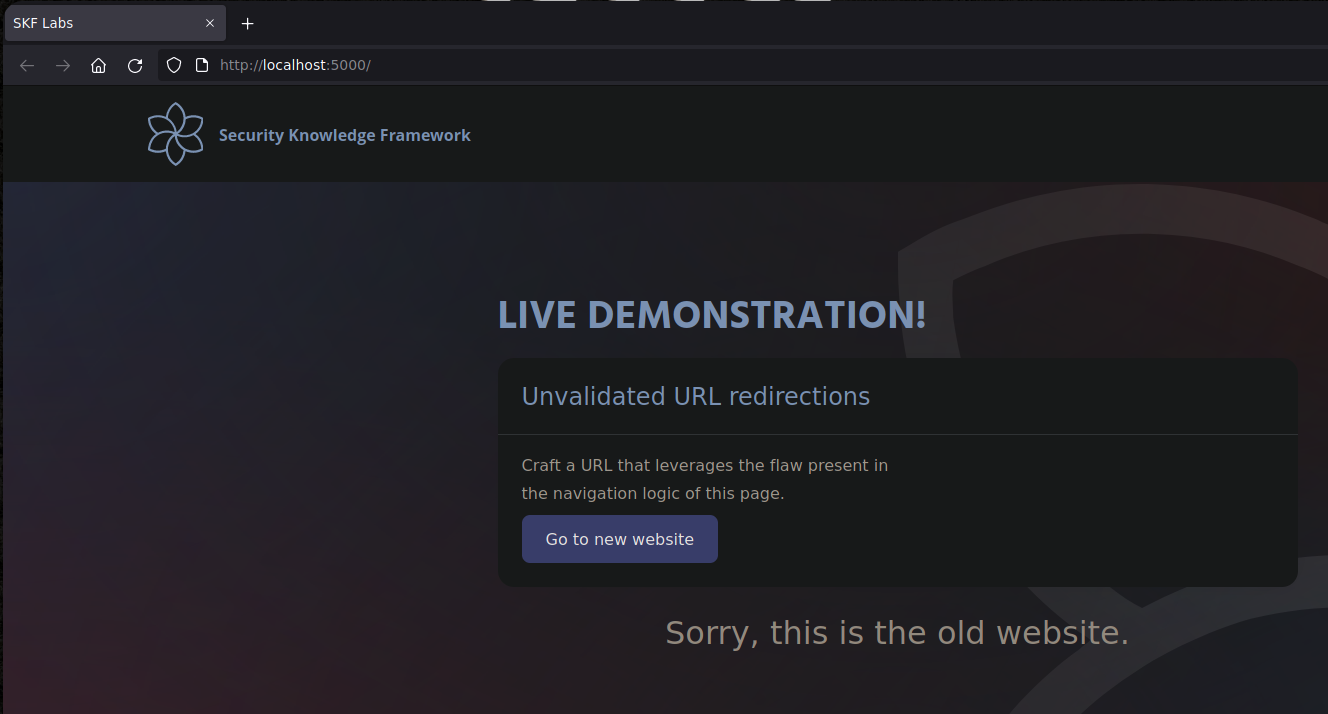 SKF Labs
http://localhost:5000/
Security Knowledge Framework
LIVE DEMONSTRATION!
Unvalidated URL redirections
Craft a URL that leverages the flaw present in
the navigation logic of this page.
Go to new website
Sorry, this is the old website.